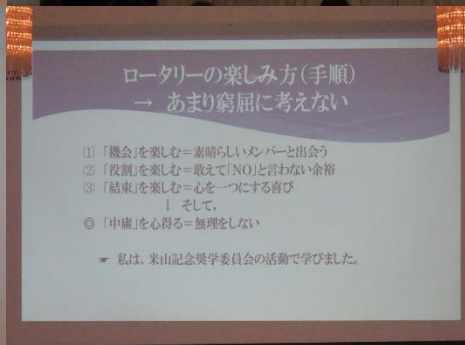 ロータリーの楽しみ方(手順)
→ あまり窮屈に考えない
⑴ 「機会」を楽しむ=素晴らしいメンバーと出会う
⑵ 「役割」を楽しむ=敢えて「NO」と言わない余裕
⑶ 「結束」を楽しむ=心を一つにする喜び
↓ そして、
◎ 「中庸」を心得る=無理をしない
☞ 私は、米山記念奨学委員会の活動で学びました。